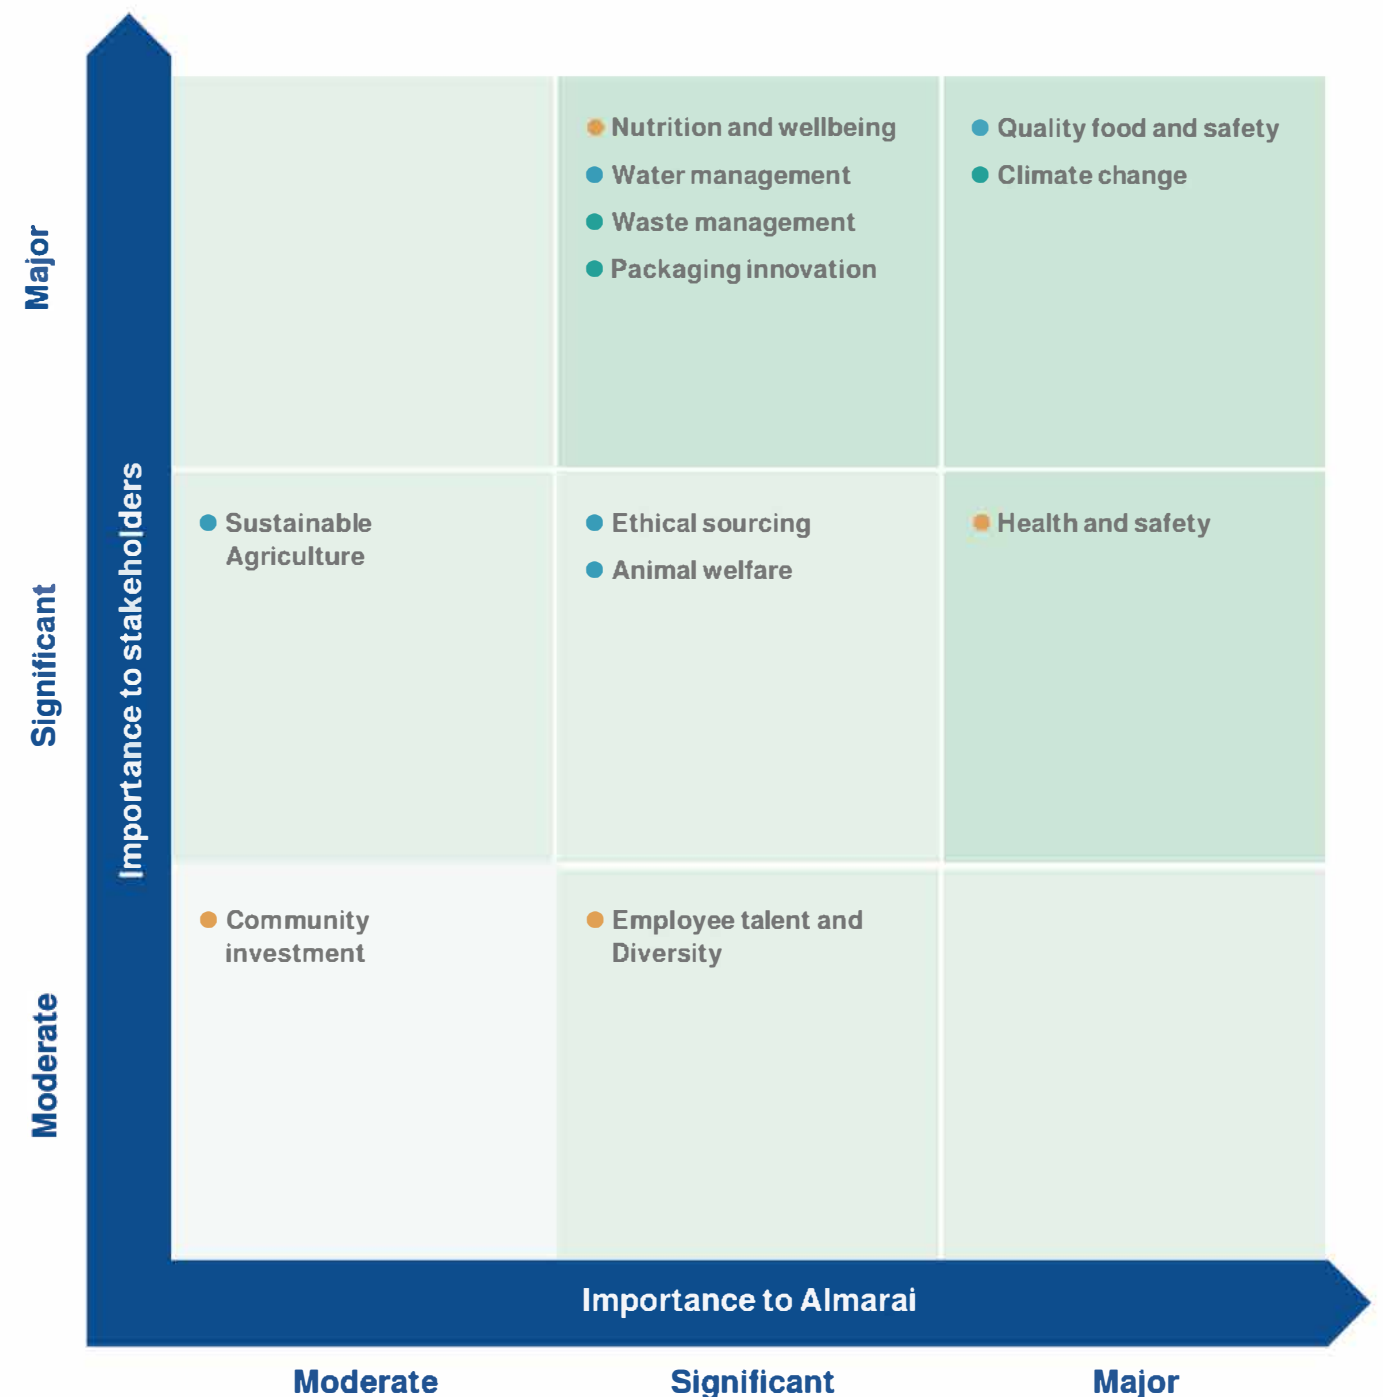 Major
Nutrition and wellbeing
Water management
Waste management
Packaging innovation
Quality food and safety
Climate change
Importance to stakeholders
Significant
Sustainable
Agriculture
Ethical sourcing
Animal welfare
Health and safety
Moderate
Community
investment
Employee talent and
Diversity
Importance to Almarai
Moderate
Significant
Major